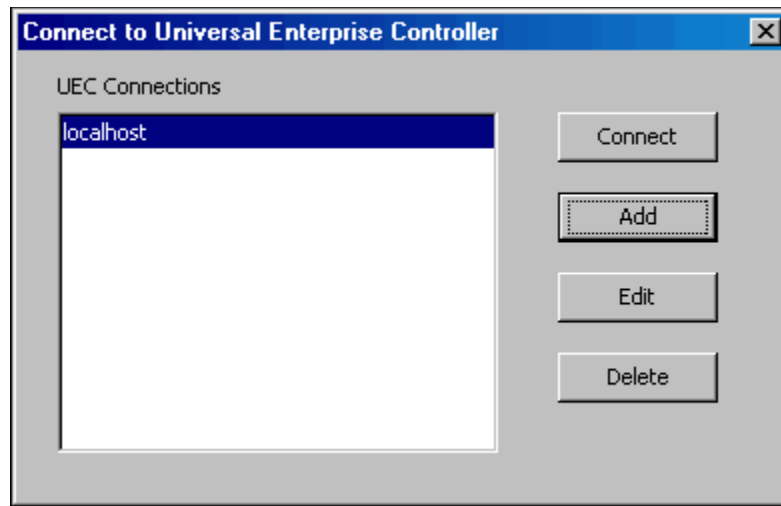 Connect to Universal Enterprise Controller
UEC Connections
localhost
Connect
Add
Edit
Delete